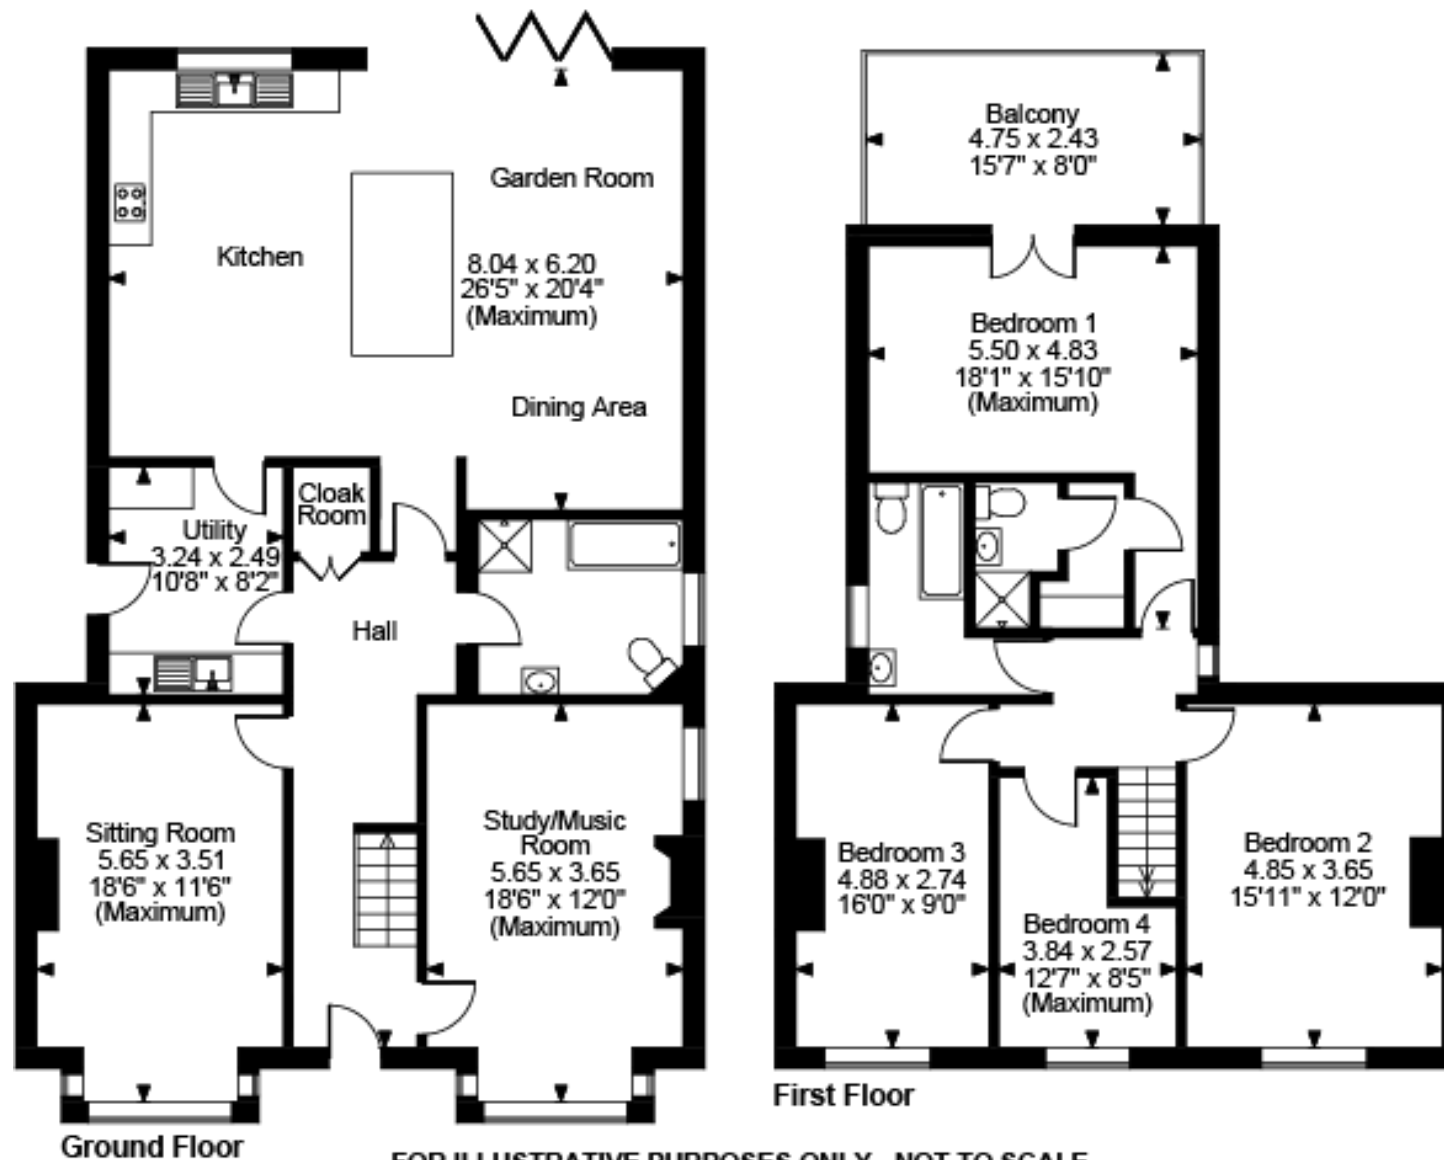 Balcony
4.75 x 2.43
15'7" x 8'0"
Garden Room
Kitchen
8.04 x 6.20
26'5" x 20'4"
(Maximum)
Dining Area
Bedroom 1
5.50 x 4.83
18'1" x 15'10"
(Maximum)
Cloak
Room
Utility
3.24 x 2.49
10'8" x 8'2"
Hall
Sitting Room
5.65 x 3.51
18'6" x 11'6"
(Maximum)
Study/Music
Room
5.65 x 3.65
18'6" x 12'0"
(Maximum)
Bedroom 3
4.88 x 2.74
16'0" x 9'0"
Bedroom 4
3.84 x 2.57
12'7" x 8'5"
(Maximum)
Bedroom 2
4.85 x 3.65
15'11" x 12'0"
First Floor
Ground Floor
FOR ILLUSTRATIVE PURPOSES ONLY - NOT TO SCALE